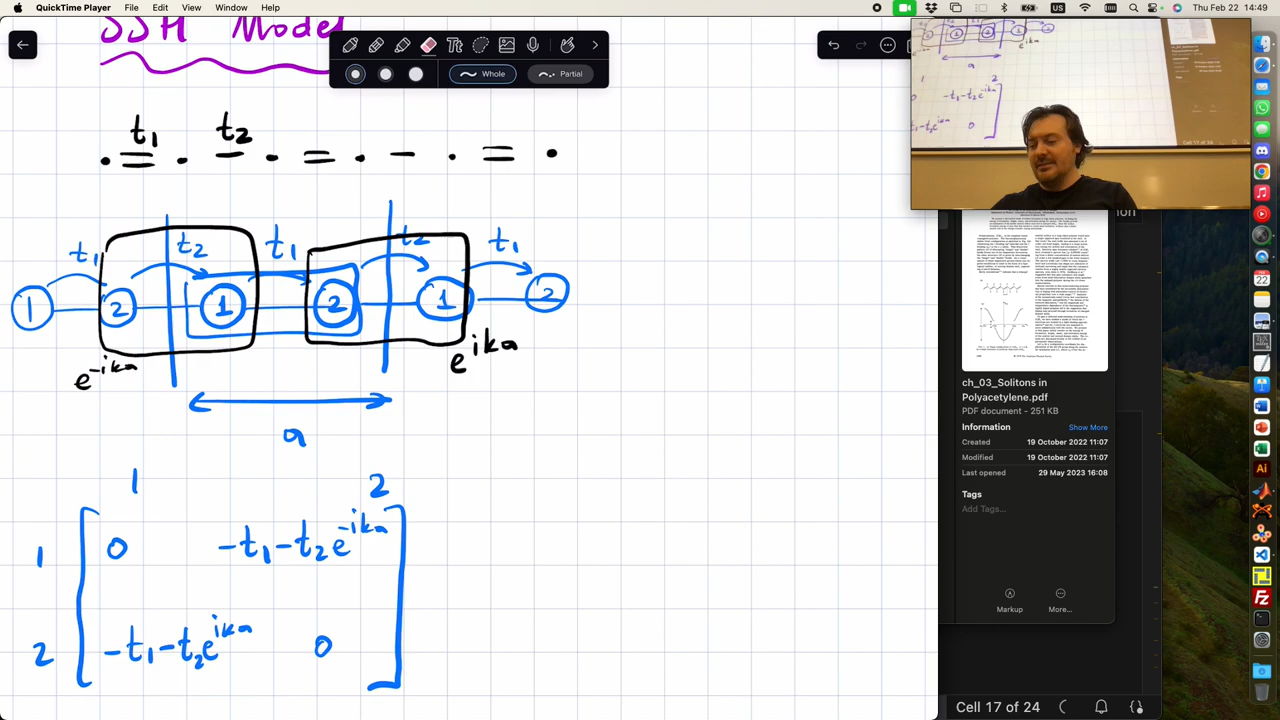 QuickTime Player File Edit View Window Help
Thu Feb 22 14:49
SSH Model
Whole Partial
t₁ t₂
t₁ t₂ t t₂ t₁
1 2 1 2 1 2
e^-ika e^ika
a
1 2
1 0 -t₁-t₂e^-ika
2 -t₁-t₂e^ika 0
ch_03_Solitons in
Polyacetylene.pdf
PDF document - 251 KB
Information Show More
Created 19 October 2022 11:07
Modified 19 October 2022 11:07
Last opened 29 May 2023 16:08
Tags
Add Tags...
Markup More...
Cell 17 of 24